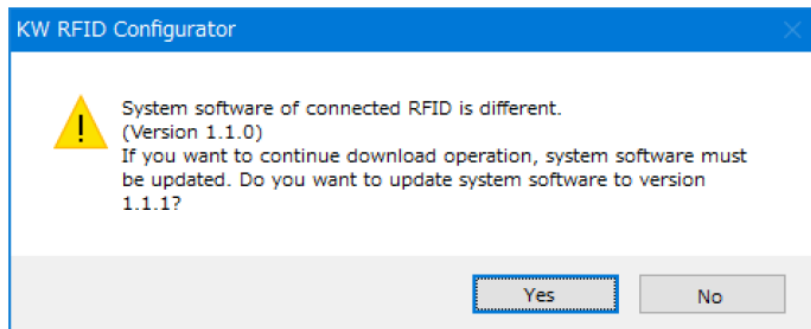 KW RFID Configurator
System software of connected RFID is different.
(Version 1.1.0)
If you want to continue download operation, system software must
be updated. Do you want to update system software to version
1.1.1?
Yes
No